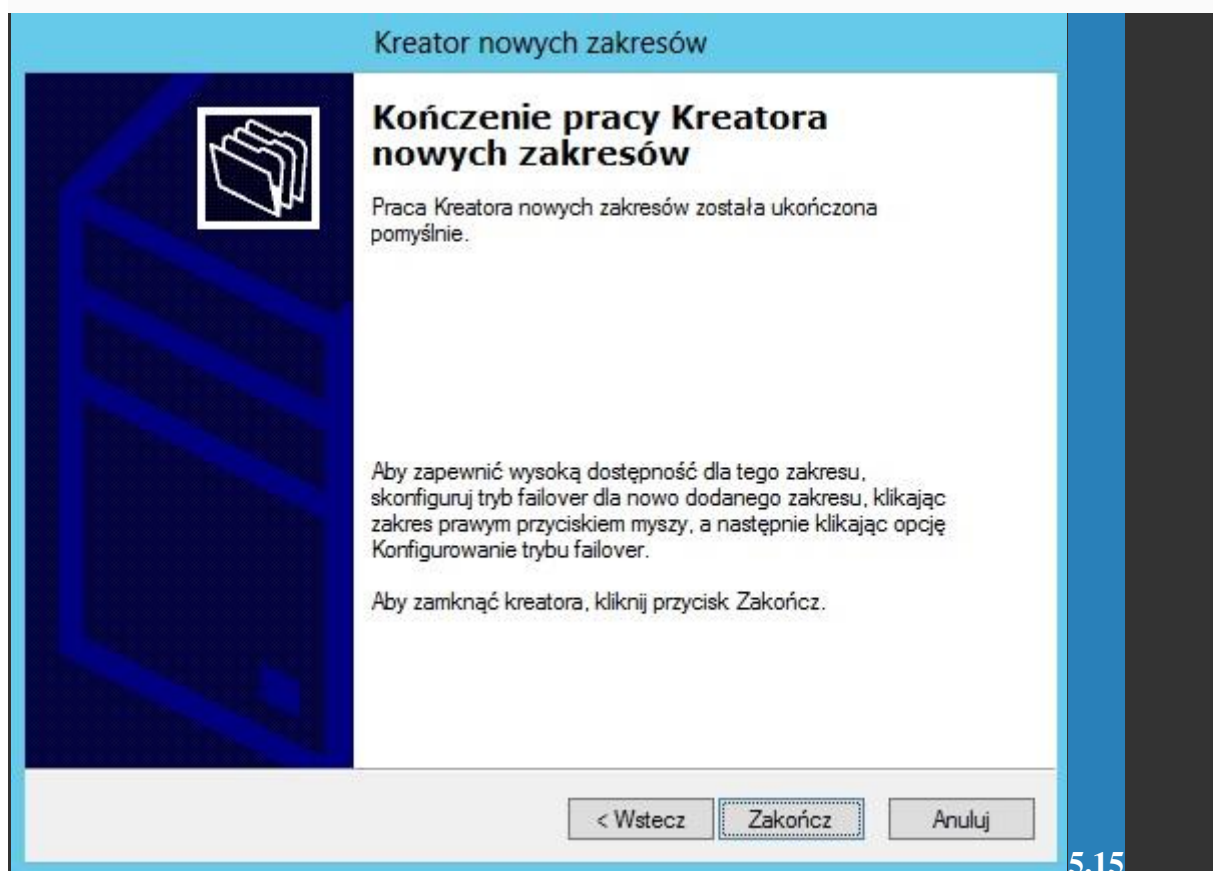 Kreator nowych zakresów
Kończenie pracy Kreatora
nowych zakresów
Praca Kreatora nowych zakresów została ukończona
pomyślnie.
Aby zapewnić wysoką dostępność dla tego zakresu,
skonfiguruj tryb failover dla nowo dodanego zakresu, klikając
zakres prawym przyciskiem myszy, a następnie klikając opcję
Konfigurowanie trybu failover.
Aby zamknąć kreatora, kliknij przycisk Zakończ.
< Wstecz Zakończ Anuluj
5.15